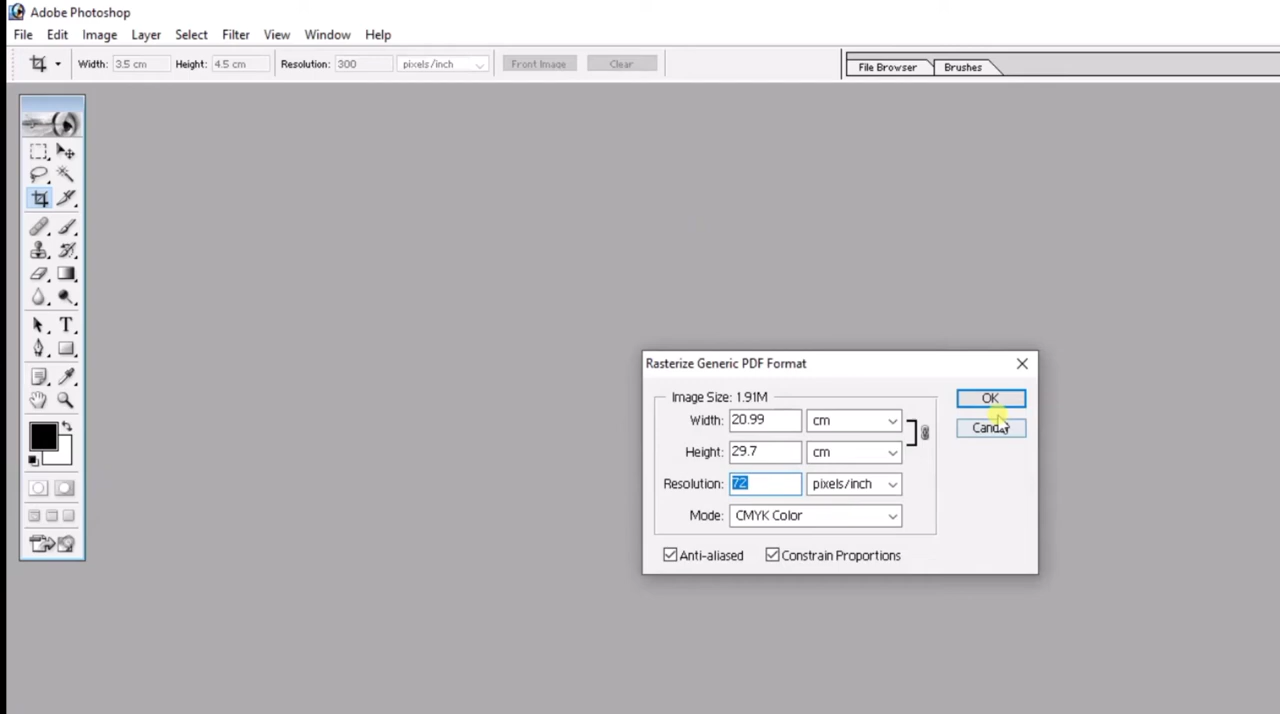 Adobe Photoshop
File Edit Image Layer Select Filter View Window Help
Width: 3.5 cm Height: 4.5 cm Resolution: 300 pixels/inch Front Image Clear File Browser Brushes
Rasterize Generic PDF Format
Image Size: 1.91M
OK
Width: 20.99 cm
Cancel
Height: 29.7 cm
Resolution: 72 pixels/inch
Mode: CMYK Color
Anti-aliased Constrain Proportions